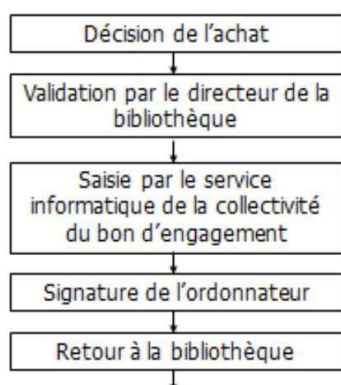 Décision de l'achat
Validation par le directeur de la
bibliothèque
Saisie par le service
informatique de la collectivité
du bon d'engagement
Signature de l'ordonnateur
Retour à la bibliothèque